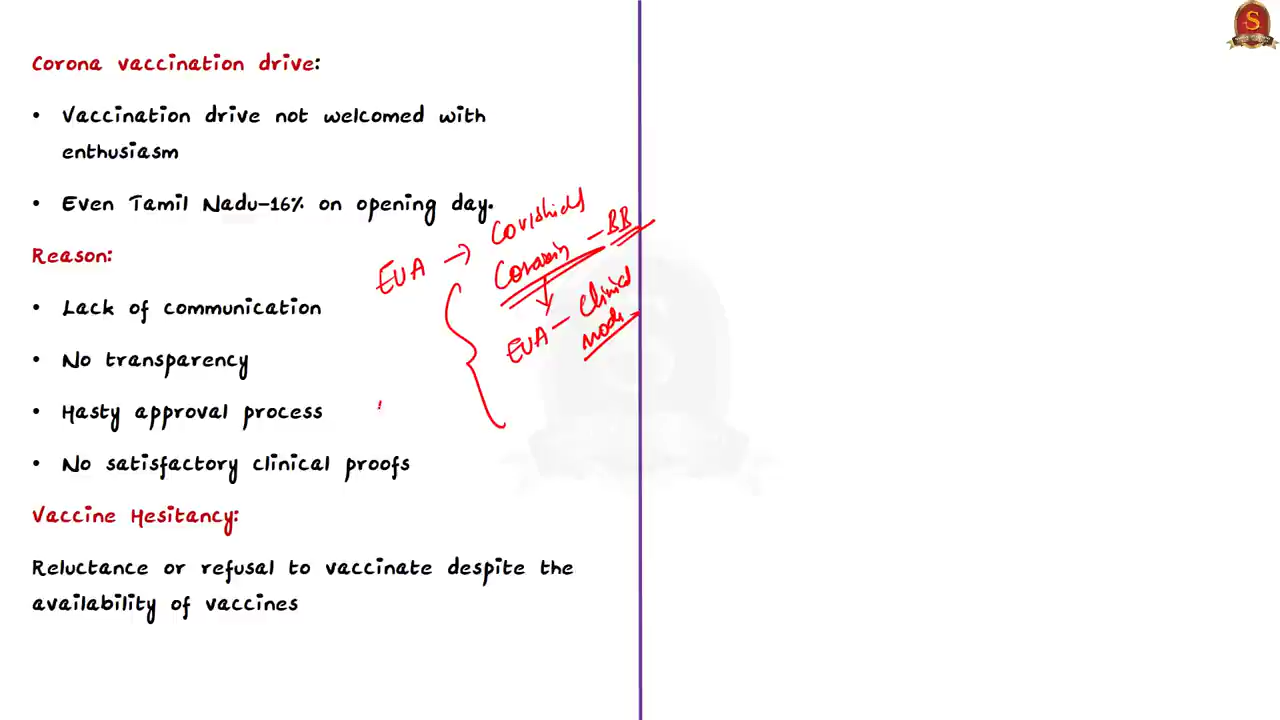 Corona vaccination drive:
• Vaccination drive not welcomed with
enthusiasm
• Even Tamil Nadu-16% on opening day.
Reason:
• Lack of communication
• No transparency
• Hasty approval process
• No satisfactory clinical proofs
Vaccine Hesitancy:
Reluctance or refusal to vaccinate despite the
availability of vaccines
EUA → Covishield
Covaxin - BB
EUA - Clinical
mode
S